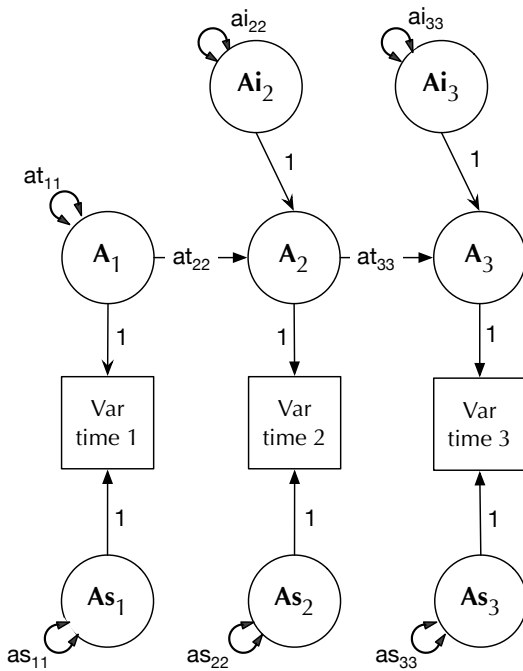 ai22
ai33
Ai2
Ai3
1
1
at11
A1
at22
A2
at33
A3
1
1
1
Var
time 1
Var
time 2
Var
time 3
1
1
1
As1
As2
As3
as11
as22
as33